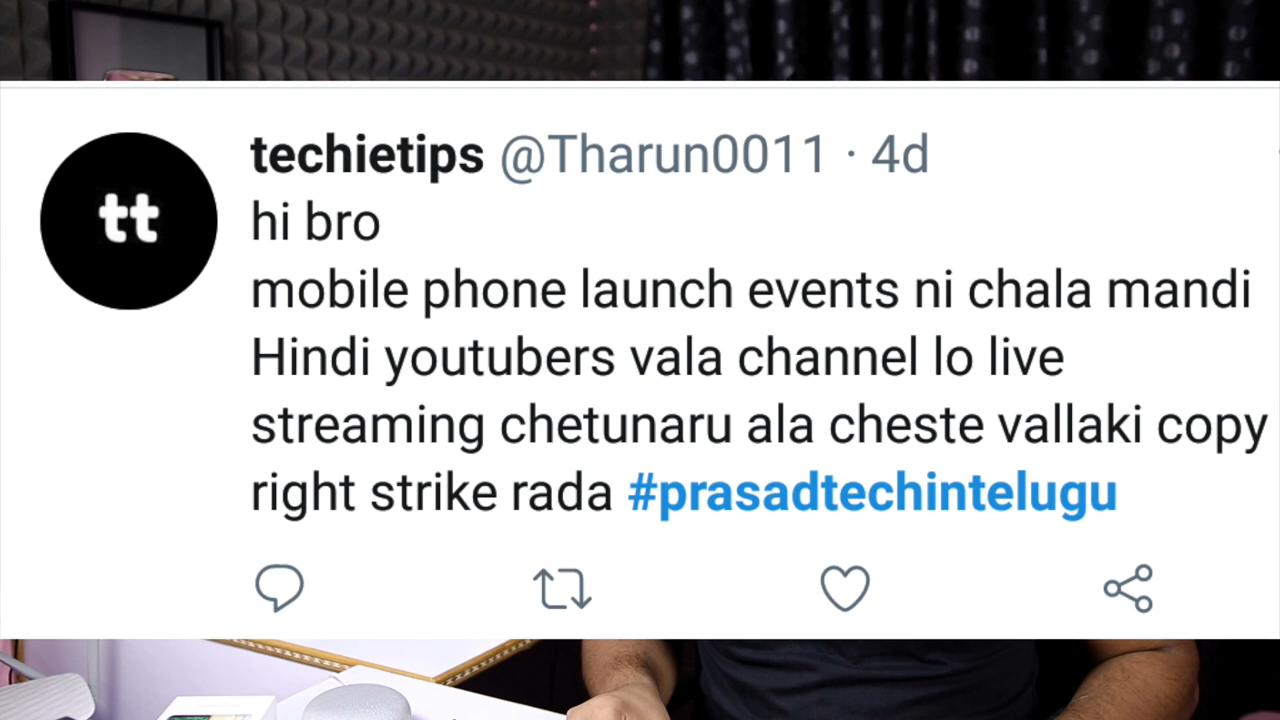 tt
techietips @Tharun0011 · 4d
hi bro
mobile phone launch events ni chala mandi
Hindi youtubers vala channel lo live
streaming chetunaru ala cheste vallaki copy
right strike rada #prasadtechintelugu